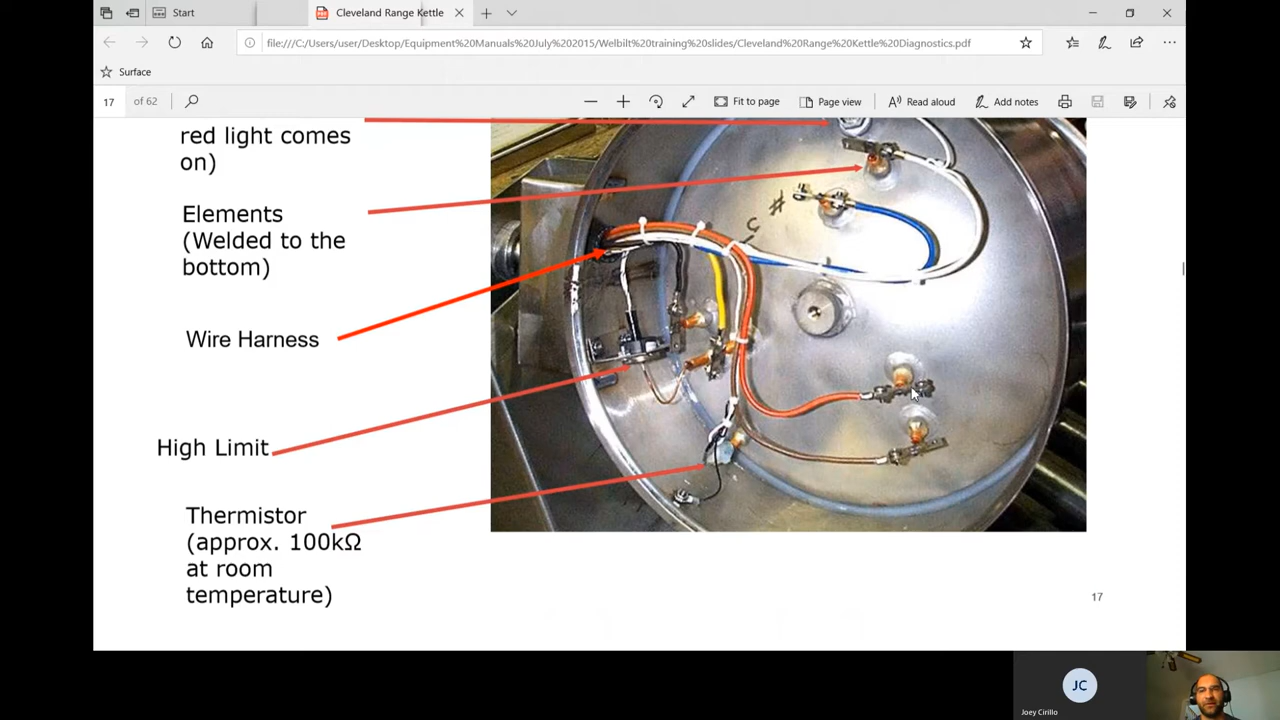 Start
Cleveland Range Kettle
file:///C:/Users/user/Desktop/Equipment%20Manuals%20July%202015/Welbilt%20training%20slides/Cleveland%20Range%20Kettle%20Diagnostics.pdf
Surface
17 of 62
Fit to page
Page view
Read aloud
Add notes
red light comes
on)
Elements
(Welded to the
bottom)
Wire Harness
High Limit
Thermistor
(approx. 100kΩ
at room
temperature)
#
C
17
JC
Joey Cirillo